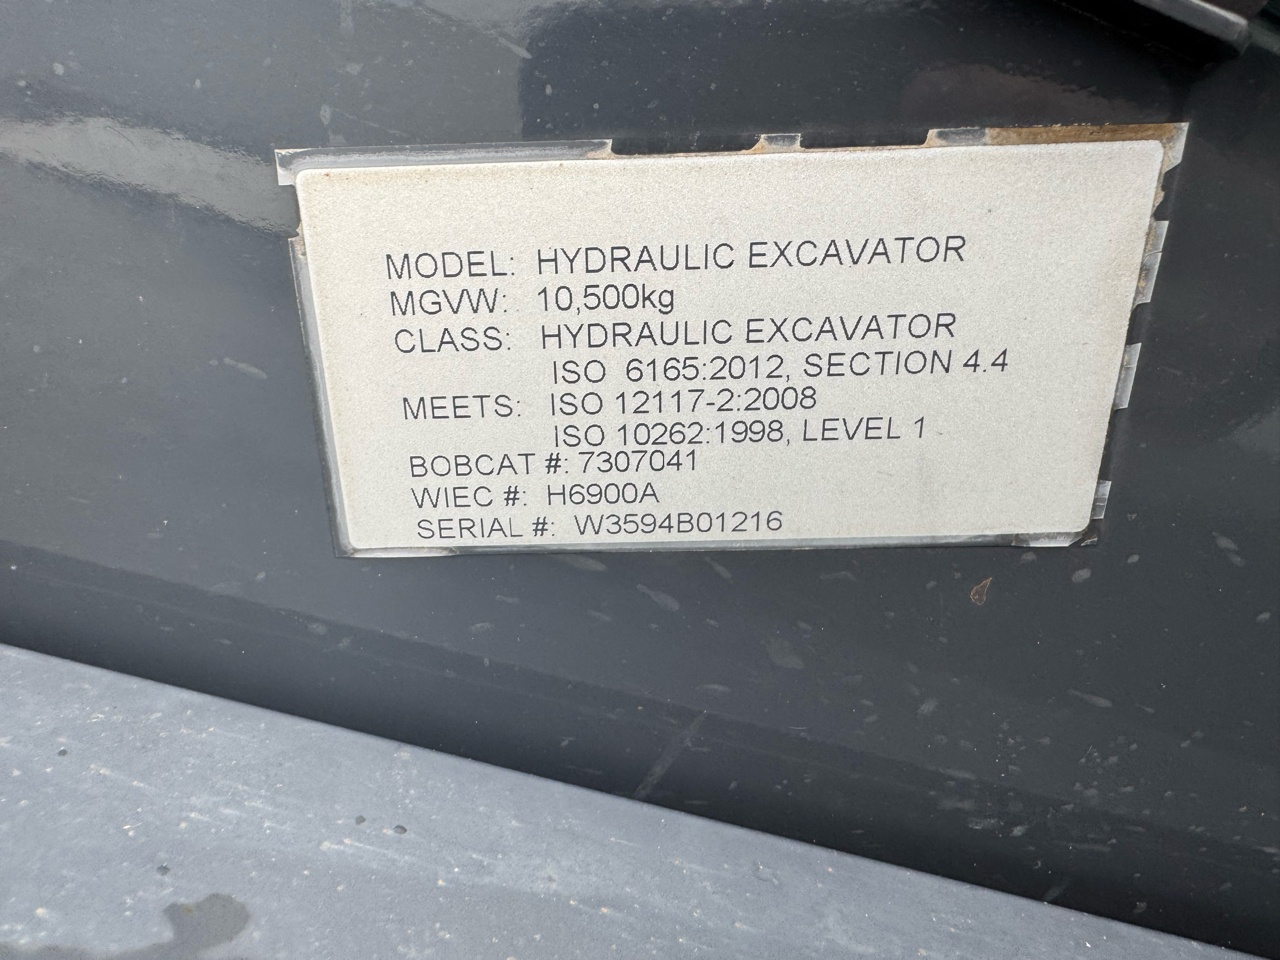 MODEL: HYDRAULIC EXCAVATOR
MGVW: 10,500kg
CLASS: HYDRAULIC EXCAVATOR
ISO 6165:2012, SECTION 4.4
MEETS: ISO 12117-2:2008
ISO 10262:1998, LEVEL 1
BOBCAT #: 7307041
WIEC #: H6900A
SERIAL #: W3594B01216